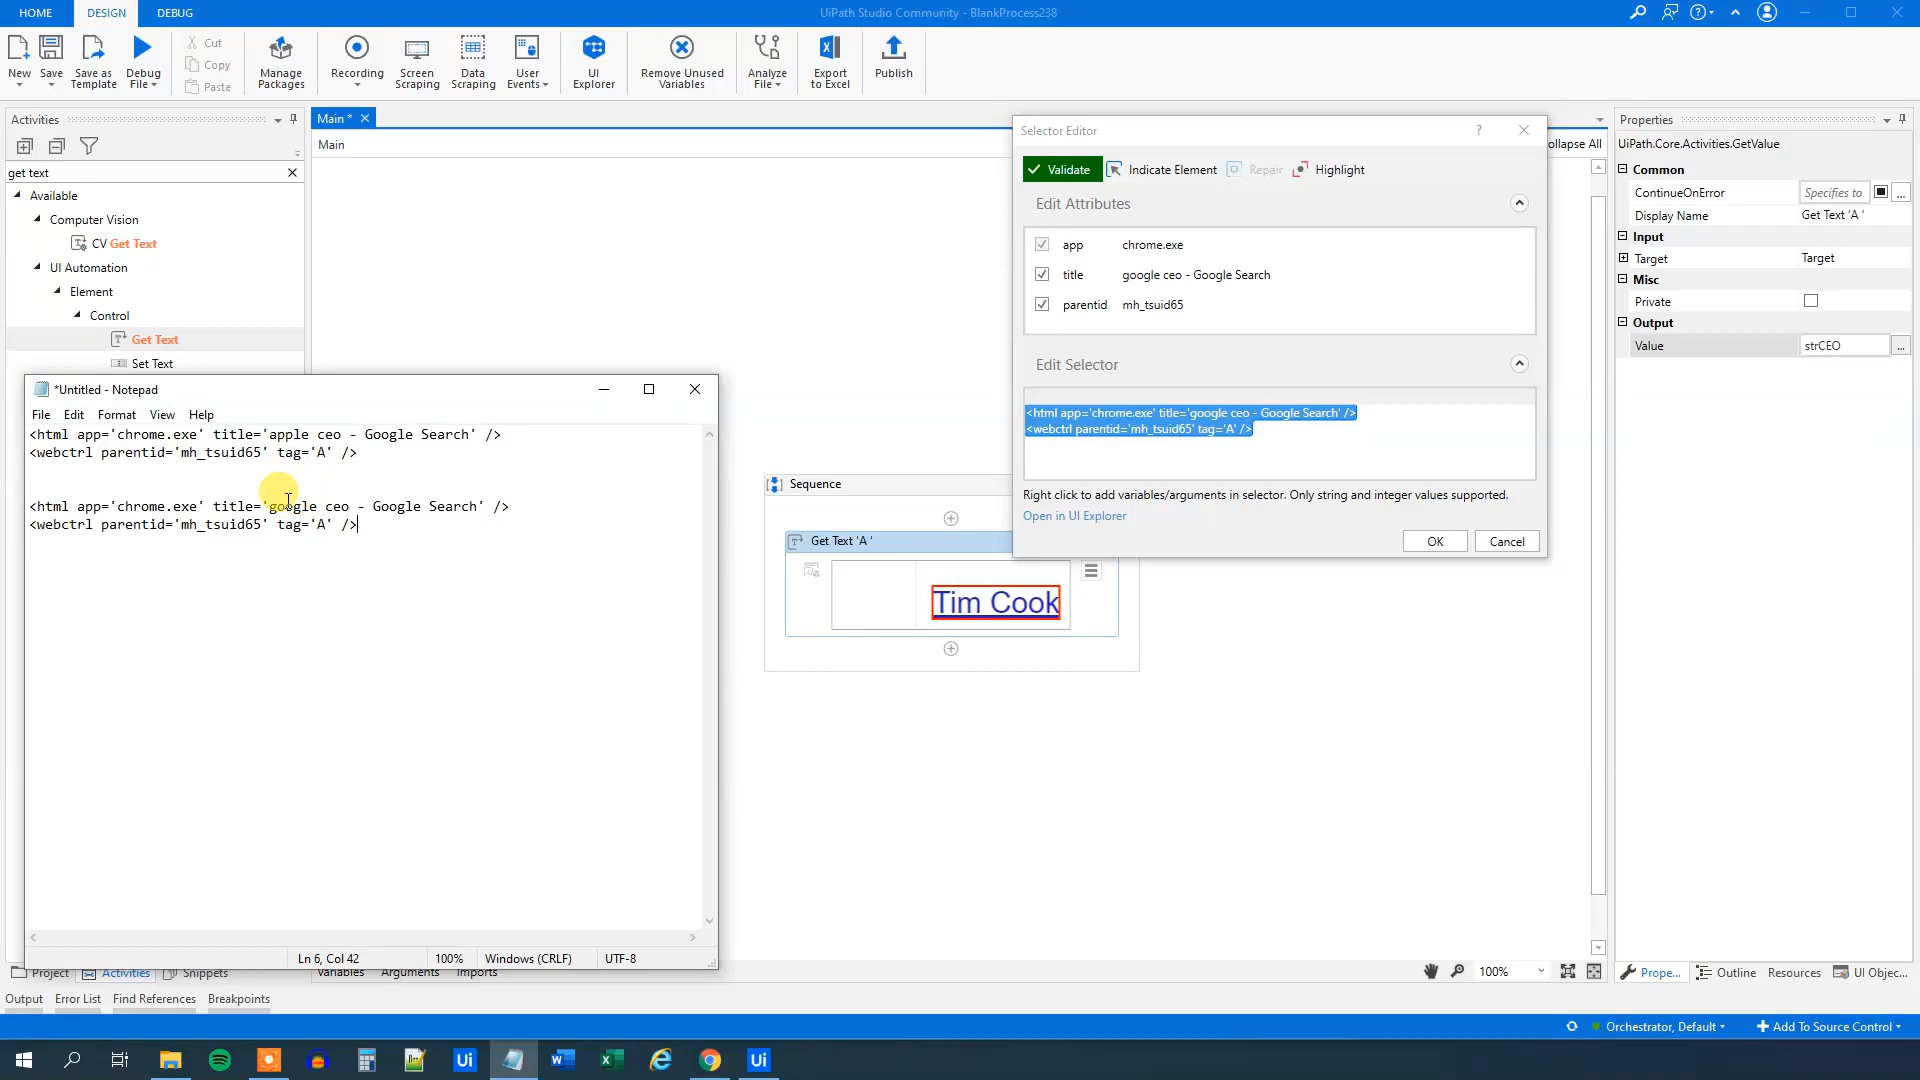 HOME DESIGN DEBUG
UiPath Studio Community - BlankProcess238
New
Save
Save as Template
Debug File
Cut
Copy
Paste
Manage Packages
Recording
Screen Scraping
Data Scraping
User Events
UI Explorer
Remove Unused Variables
Analyze File
Export to Excel
Publish
Activities
get text
Available
Computer Vision
CV Get Text
UI Automation
Element
Control
Get Text
Set Text
Main *
Main
ollapse All
*Untitled - Notepad
File Edit Format View Help
<html app='chrome.exe' title='apple ceo - Google Search' />
<webctrl parentid='mh_tsuid65' tag='A' />
<html app='chrome.exe' title='google ceo - Google Search' />
<webctrl parentid='mh_tsuid65' tag='A' />
Ln 6, Col 42 100% Windows (CRLF) UTF-8
Sequence
Get Text 'A '
Tim Cook
Selector Editor
?
Validate Indicate Element Repair Highlight
Edit Attributes
app chrome.exe
title google ceo - Google Search
parentid mh_tsuid65
Edit Selector
<html app='chrome.exe' title='google ceo - Google Search' />
<webctrl parentid='mh_tsuid65' tag='A' />
Right click to add variables/arguments in selector. Only string and integer values supported.
Open in UI Explorer
OK Cancel
Properties
UiPath.Core.Activities.GetValue
Common
ContinueOnError Specifies to ...
Display Name Get Text 'A '
Input
Target Target
Misc
Private
Output
Value strCEO ...
Project Activities Snippets
Variables Arguments Imports
100%
Prope... Outline Resources UI Objec...
Output Error List Find References Breakpoints
Orchestrator, Default Add To Source Control
Ui Ui